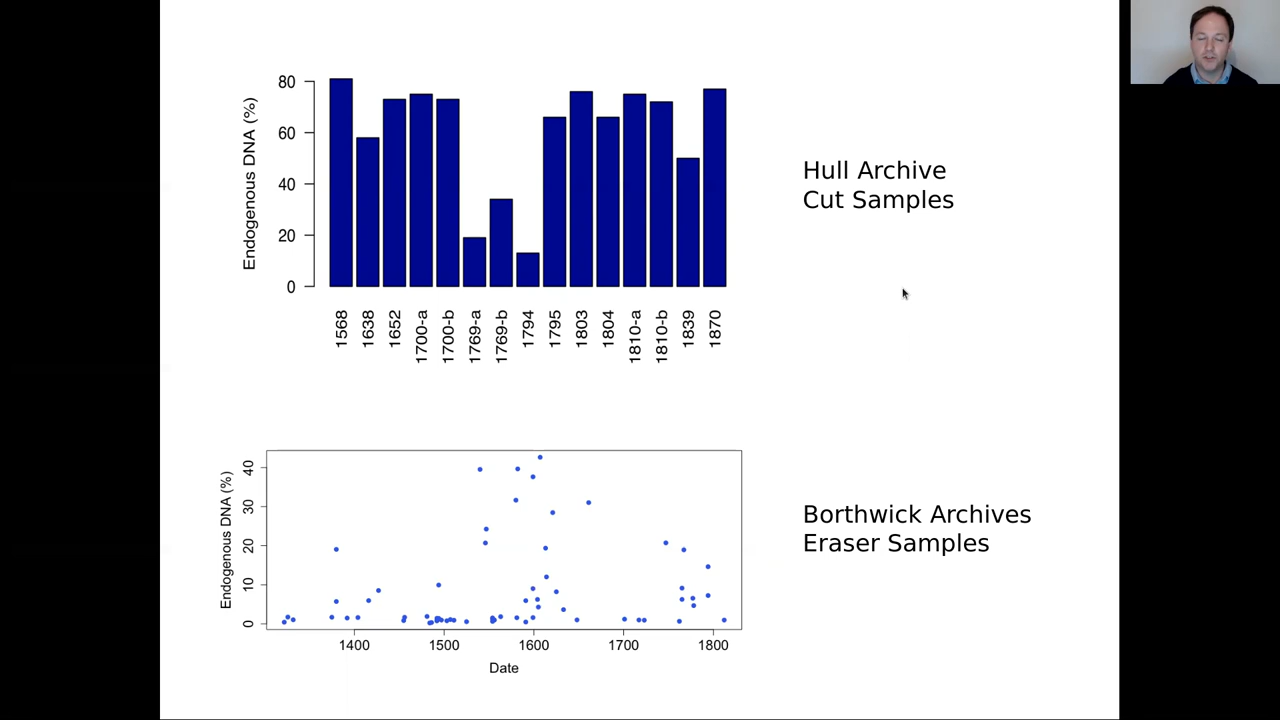 80
60
40
20
0
Endogenous DNA (%)
1568
1638
1652
1700-a
1700-b
1769-a
1769-b
1794
1795
1803
1804
1810-a
1810-b
1839
1870
Hull Archive
Cut Samples
40
30
20
10
0
Endogenous DNA (%)
1400
1500
1600
1700
1800
Date
Borthwick Archives
Eraser Samples